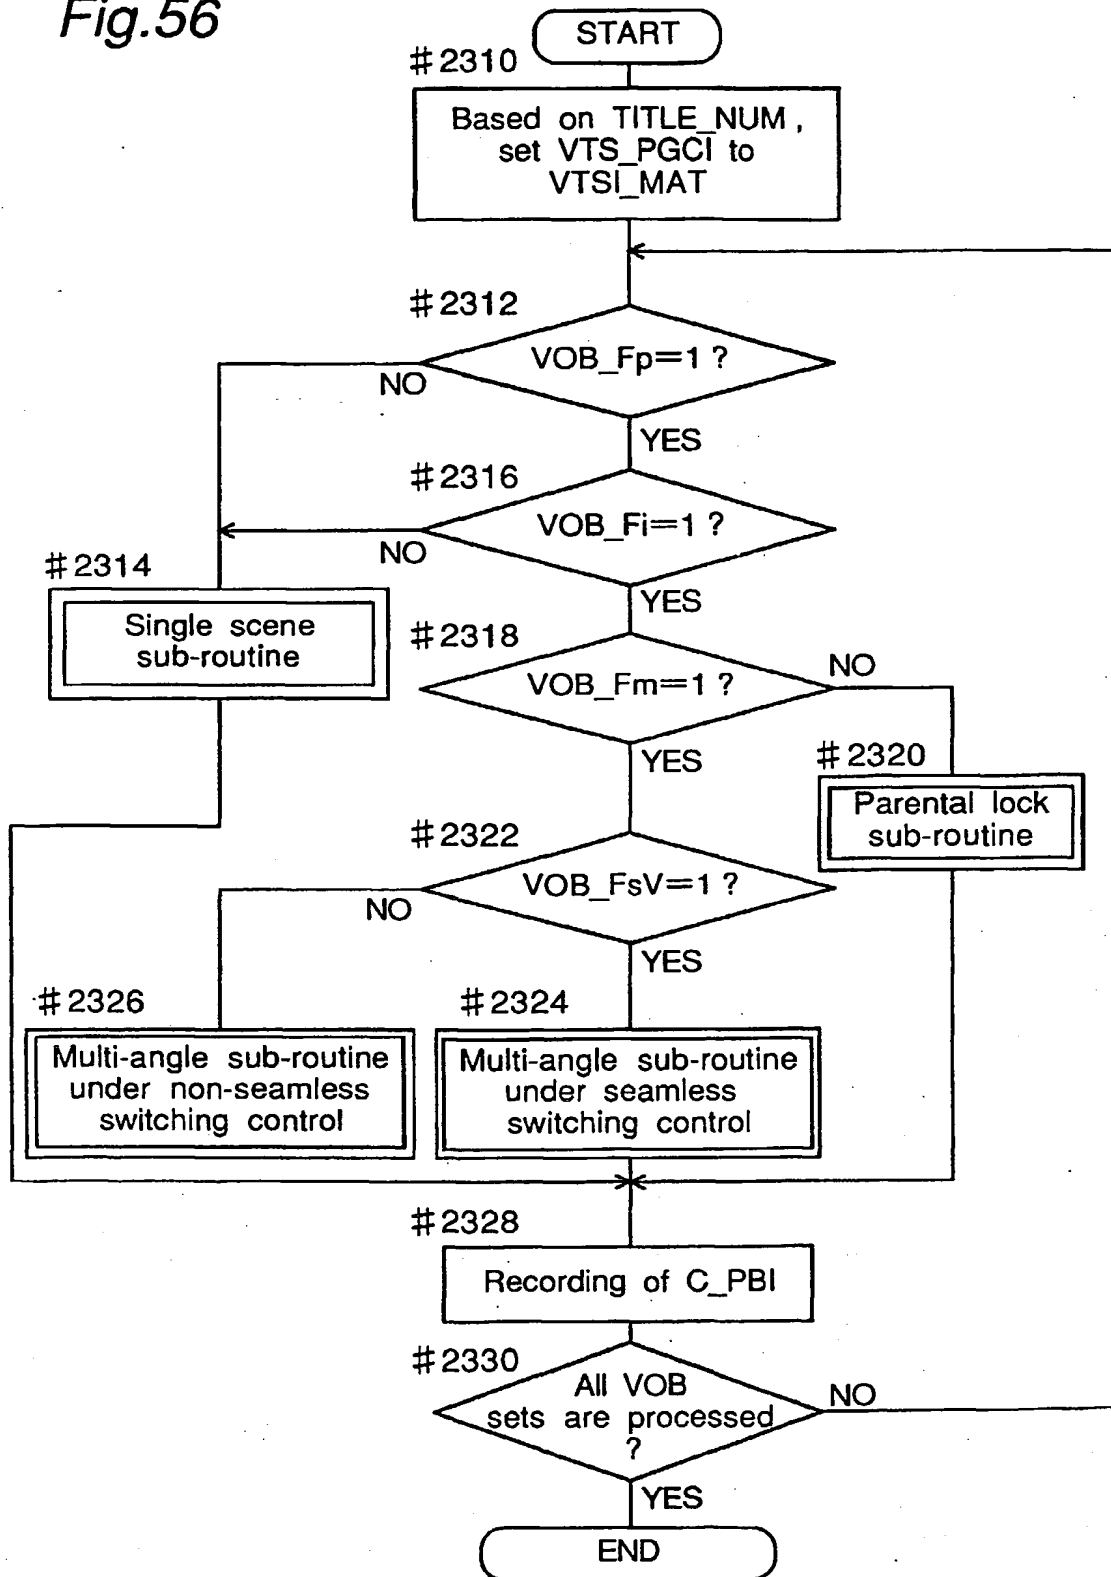 Fig.56
START
#2310
Based on TITLE_NUM,
set VTS_PGCI to
VTSI_MAT
#2312
VOB_Fp=1 ?
NO
YES
#2316
VOB_Fi=1 ?
NO
YES
#2314
Single scene
sub-routine
#2318
VOB_Fm=1 ?
NO
YES
#2320
Parental lock
sub-routine
#2322
VOB_FsV=1 ?
NO
YES
#2326
Multi-angle sub-routine
under non-seamless
switching control
#2324
Multi-angle sub-routine
under seamless
switching control
#2328
Recording of C_PBI
#2330
All VOB
sets are processed
?
NO
YES
END